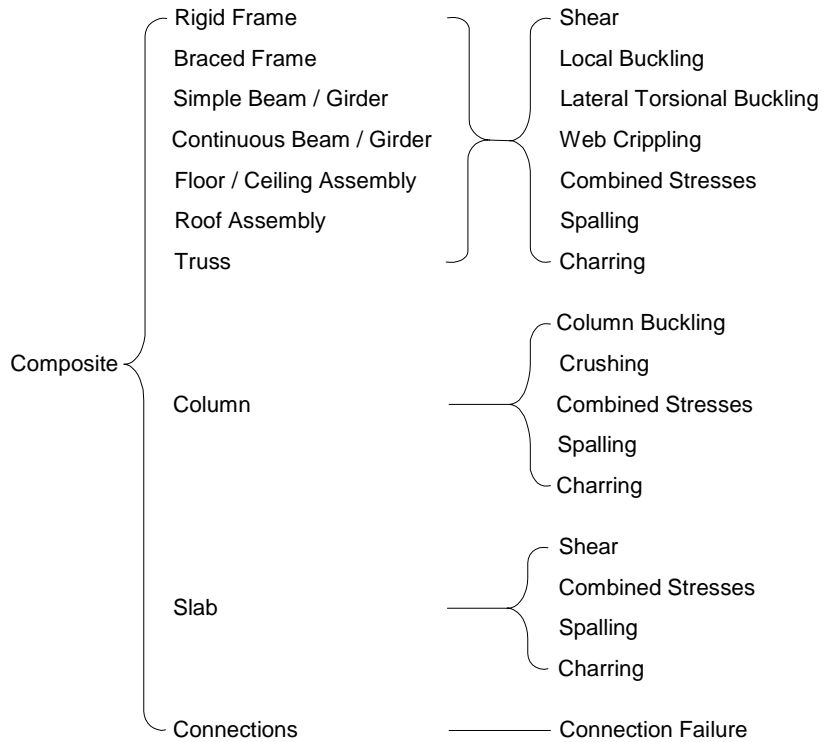 Rigid Frame
Shear
Braced Frame
Local Buckling
Simple Beam / Girder
Lateral Torsional Buckling
Continuous Beam / Girder
Web Crippling
Floor / Ceiling Assembly
Combined Stresses
Roof Assembly
Spalling
Truss
Charring
Column Buckling
Composite
Crushing
Column
Combined Stresses
Spalling
Charring
Shear
Combined Stresses
Slab
Spalling
Charring
Connections
Connection Failure